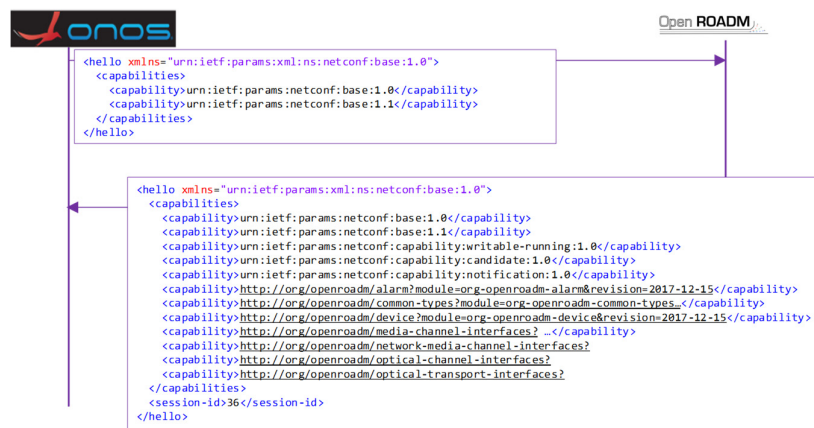 onos
Open ROADM
<hello xmlns="urn:ietf:params:xml:ns:netconf:base:1.0">
<capabilities>
<capability>urn:ietf:params:netconf:base:1.0</capability>
<capability>urn:ietf:params:netconf:base:1.1</capability>
</capabilities>
</hello>
<hello xmlns="urn:ietf:params:xml:ns:netconf:base:1.0">
<capabilities>
<capability>urn:ietf:params:netconf:base:1.0</capability>
<capability>urn:ietf:params:netconf:base:1.1</capability>
<capability>urn:ietf:params:netconf:capability:writable-running:1.0</capability>
<capability>urn:ietf:params:netconf:capability:candidate:1.0</capability>
<capability>urn:ietf:params:netconf:capability:notification:1.0</capability>
<capability>http://org/openroadm/alarm?module=org-openroadm-alarm&revision=2017-12-15</capability>
<capability>http://org/openroadm/common-types?module=org-openroadm-common-types…</capability>
<capability>http://org/openroadm/device?module=org-openroadm-device&revision=2017-12-15</capability>
<capability>http://org/openroadm/media-channel-interfaces? …</capability>
<capability>http://org/openroadm/network-media-channel-interfaces?
<capability>http://org/openroadm/optical-channel-interfaces?
<capability>http://org/openroadm/optical-transport-interfaces?
</capabilities>
<session-id>36</session-id>
</hello>